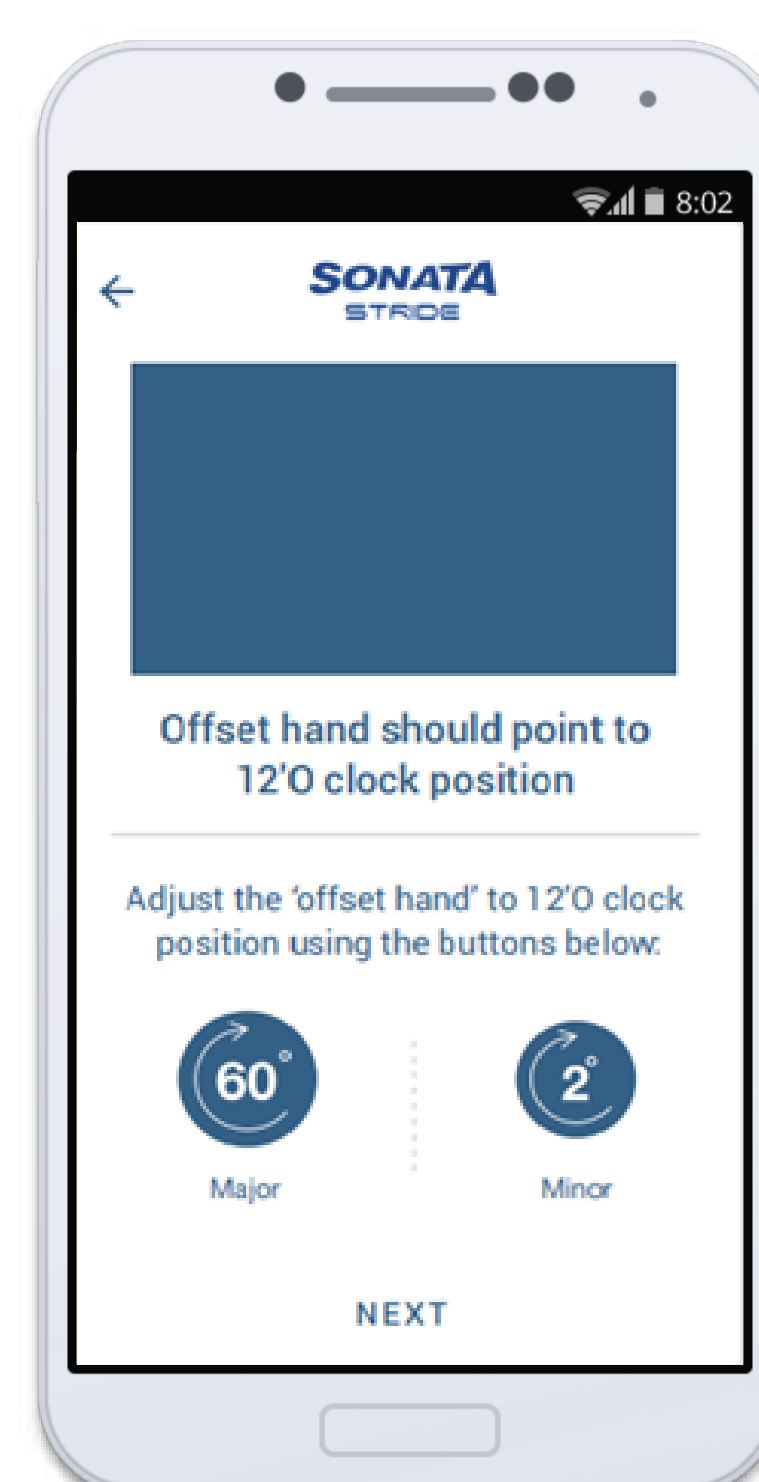 8:02
SONATA
STRIDE
Offset hand should point to
12'O clock position
Adjust the 'offset hand' to 12'O clock
position using the buttons below:
60° 2°
Major Minor
NEXT